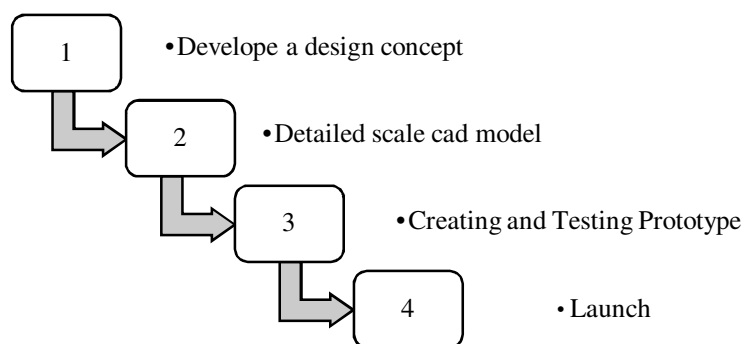 1
•Develope a design concept
2
•Detailed scale cad model
3
•Creating and Testing Prototype
4
•Launch